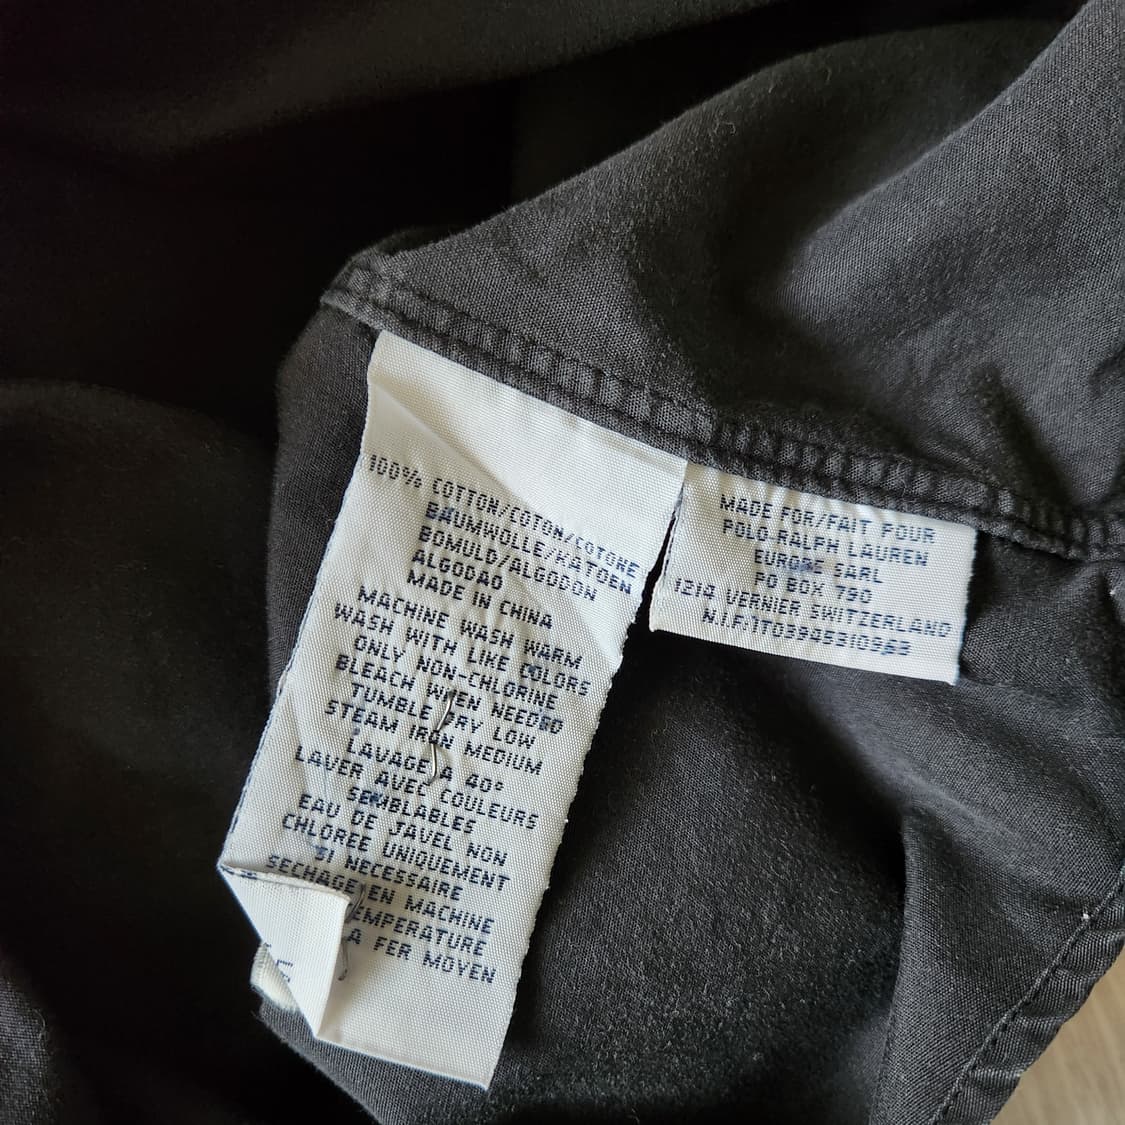 100% COTTON/COTON/COTONE
BAUMWOLLE/KATOEN
BOMULD/ALGODON
ALGODAO
MADE IN CHINA
MACHINE WASH WARM
WASH WITH LIKE COLORS
ONLY NON-CHLORINE
BLEACH WHEN NEEDED
TUMBLE DRY LOW
STEAM IRON MEDIUM
LAVAGE A 40°
LAVER AVEC COULEURS
SEMBLABLES
EAU DE JAVEL NON
CHLOREE UNIQUEMENT
SI NECESSAIRE
SECHAGE EN MACHINE
TEMPERATURE
A FER MOYEN
MADE FOR/FAIT POUR
POLO RALPH LAUREN
EUROPE SARL
PO BOX 790
1214 VERNIER SWITZERLAND